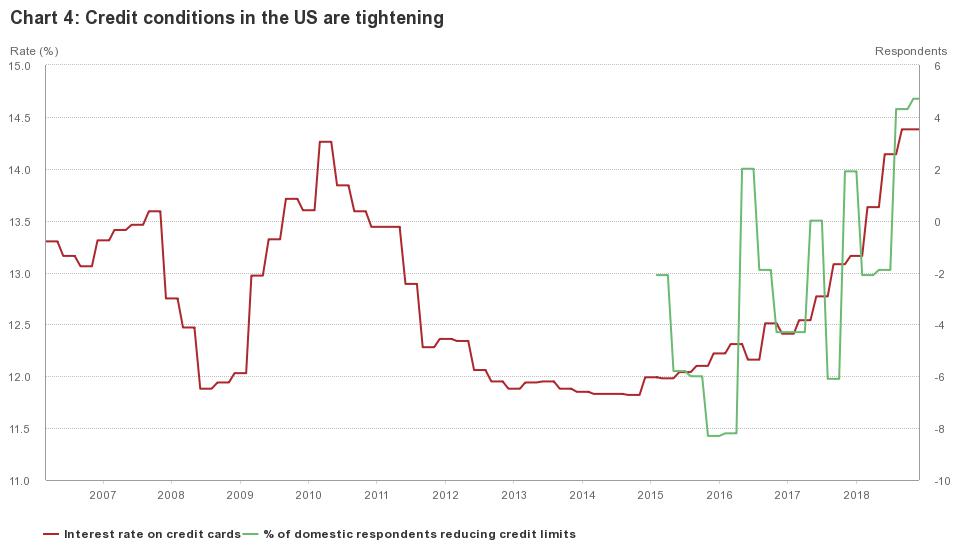 Chart 4: Credit conditions in the US are tightening
Rate (%) Respondents
15.0 6
14.5 4
14.0 2
13.5 0
13.0 -2
12.5 -4
12.0 -6
11.5 -8
11.0 -10
2007 2008 2009 2010 2011 2012 2013 2014 2015 2016 2017 2018
Interest rate on credit cards % of domestic respondents reducing credit limits